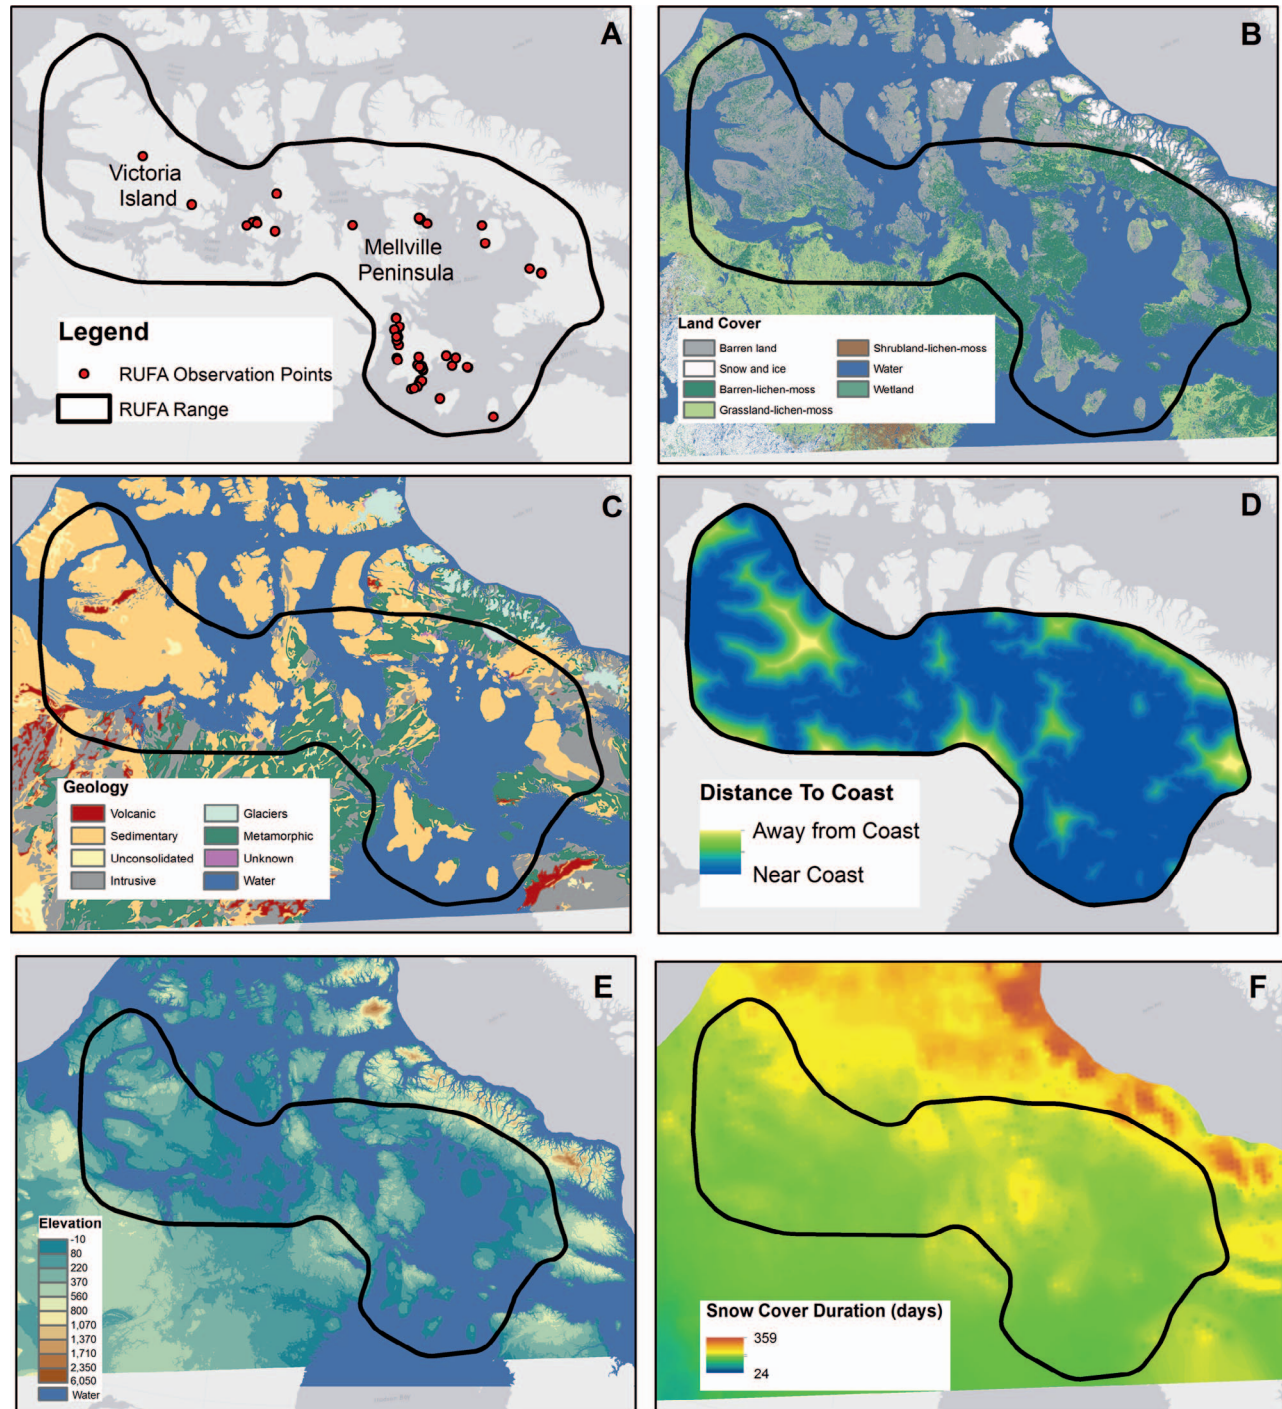 A
Victoria
Island
Mellville
Peninsula
Legend
RUFA Observation Points
RUFA Range
B
Land Cover
Barren land
Shrubland-lichen-moss
Snow and ice
Water
Barren-lichen-moss
Wetland
Grassland-lichen-moss
C
Geology
Volcanic
Glaciers
Sedimentary
Metamorphic
Unconsolidated
Unknown
Intrusive
Water
D
Distance To Coast
Away from Coast
Near Coast
E
Elevation
-10
80
220
370
560
800
1,070
1,370
1,710
2,350
6,050
Water
F
Snow Cover Duration (days)
359
24